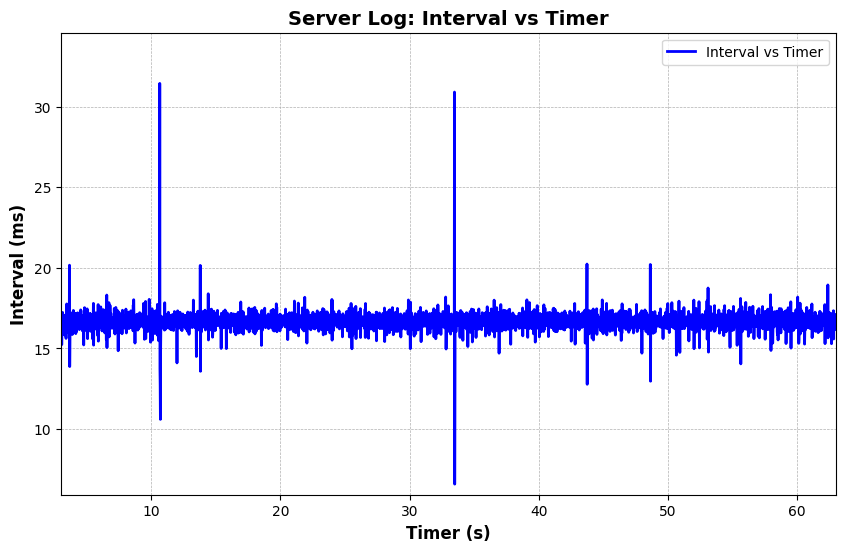 Server Log: Interval vs Timer
Interval vs Timer
30
25
20
15
10
Interval (ms)
10 20 30 40 50 60
Timer (s)